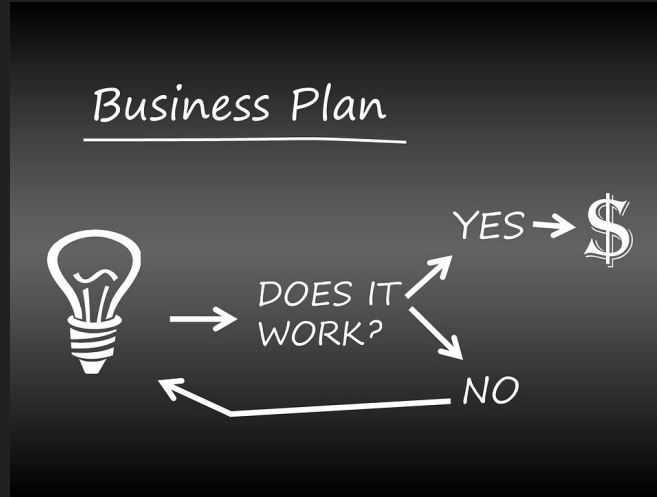 Business Plan
YES
$
DOES IT
WORK?
NO